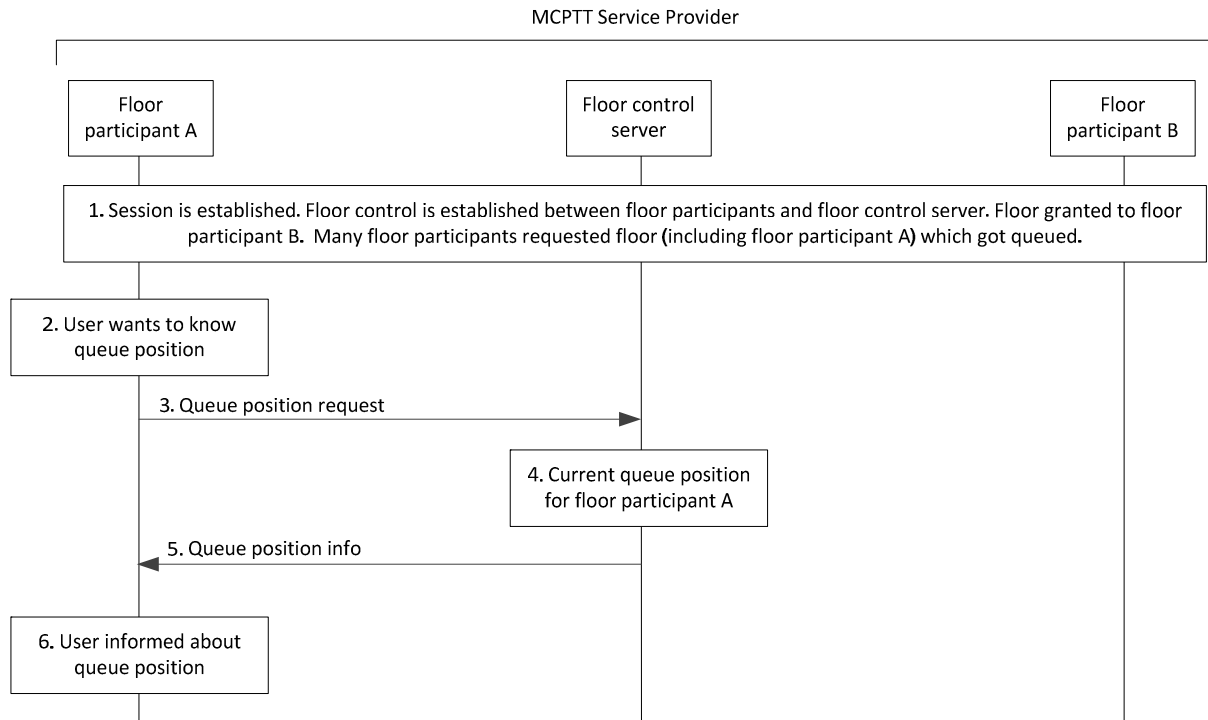 MCPTT Service Provider
Floor
participant A
Floor control
server
Floor
participant B
1. Session is established. Floor control is established between floor participants and floor control server. Floor granted to floor
participant B. Many floor participants requested floor (including floor participant A) which got queued.
2. User wants to know
queue position
3. Queue position request
4. Current queue position
for floor participant A
5. Queue position info
6. User informed about
queue position